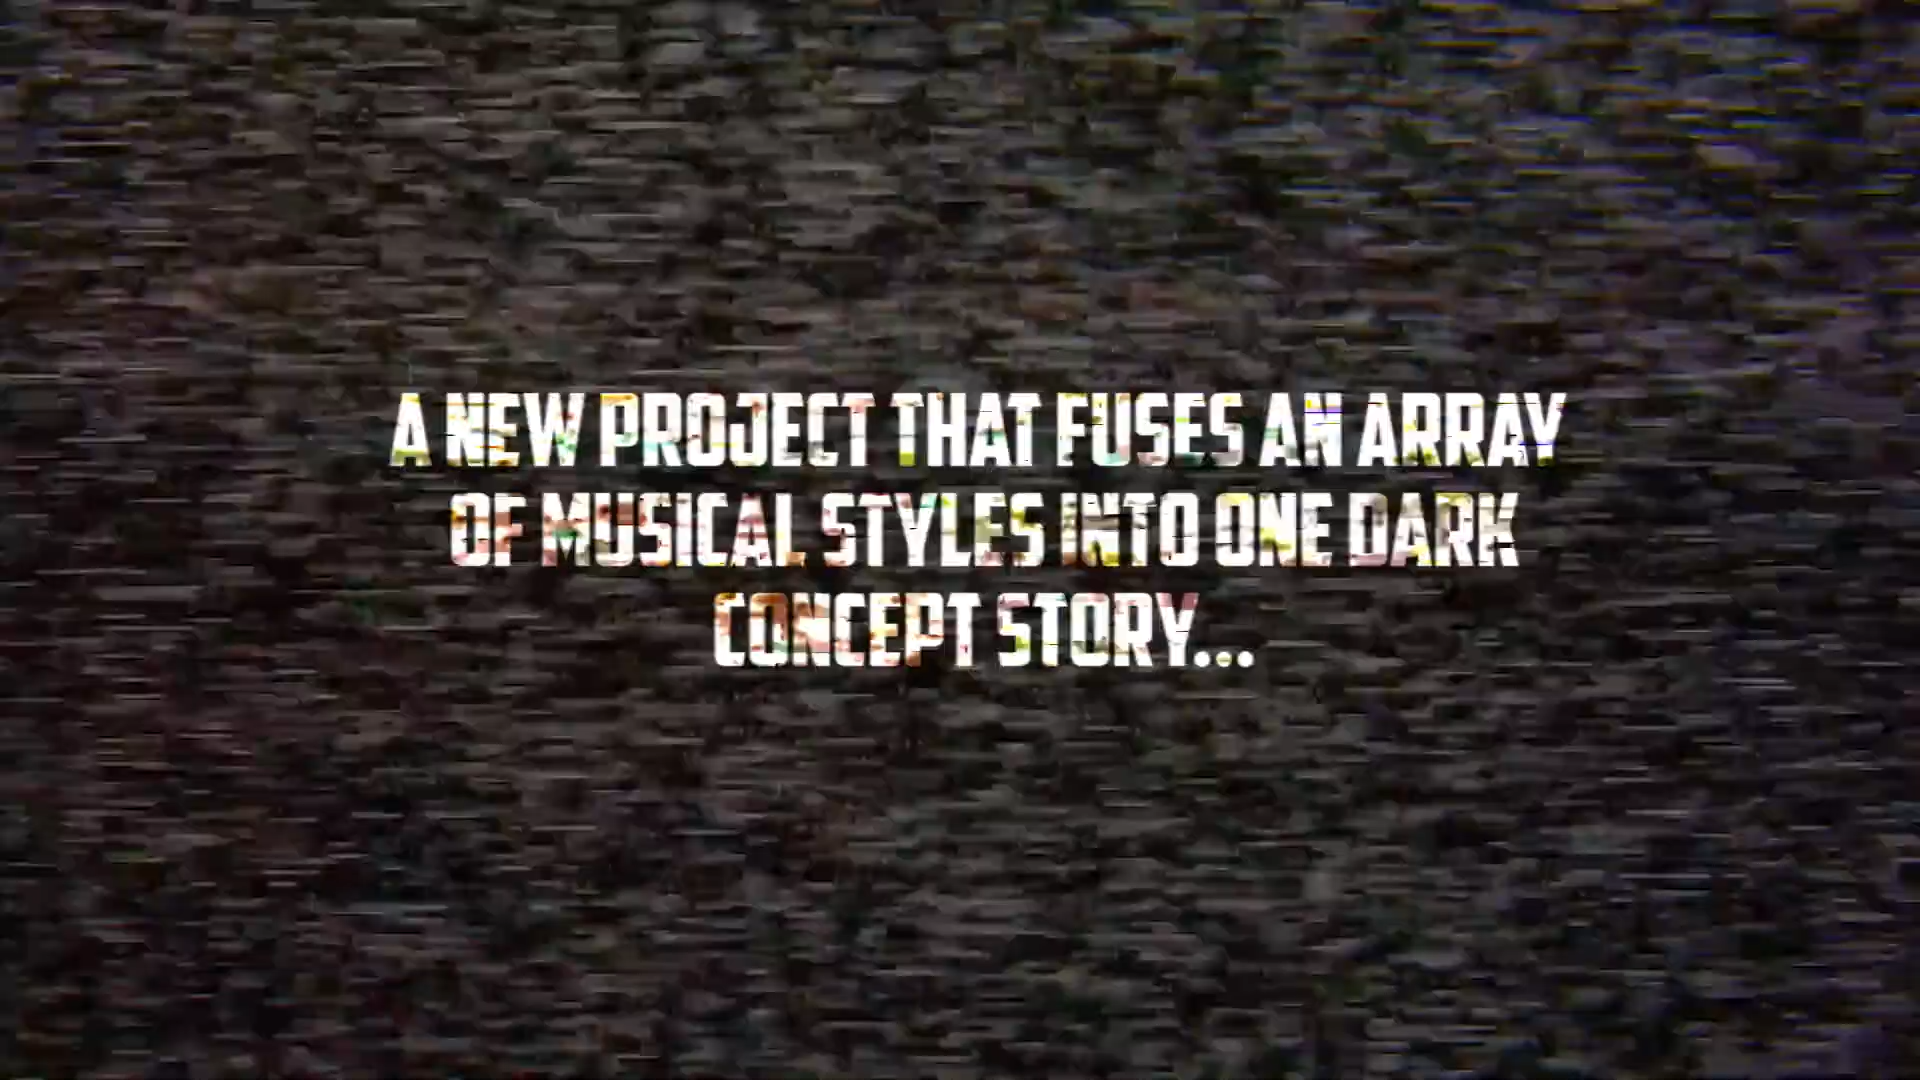 A NEW PROJECT THAT FUSES AN ARRAY
OF MUSICAL STYLES INTO ONE DARK
CONCEPT STORY...